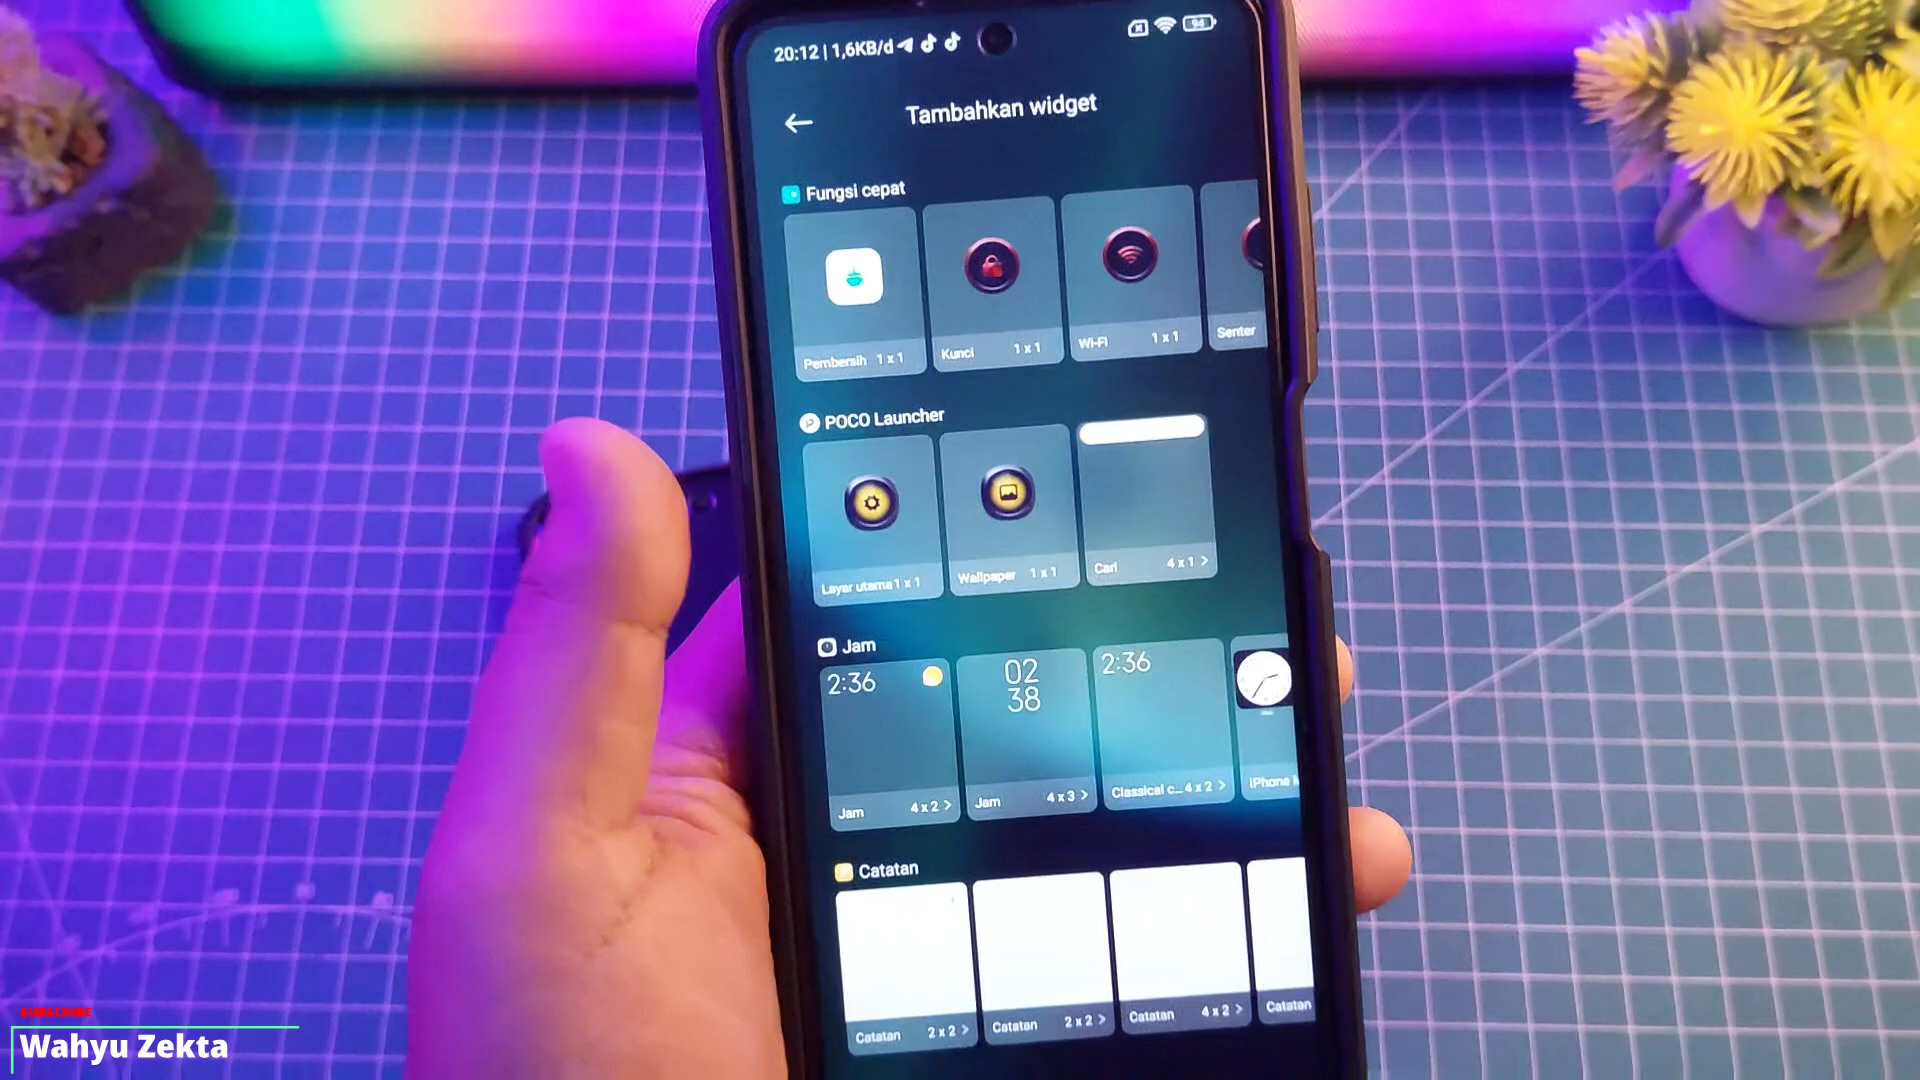 20:12 | 1,6KB/d
94
Tambahkan widget
Fungsi cepat
Pembersih 1 x 1
Kunci 1 x 1
Wi-Fi 1 x 1
Senter
POCO Launcher
Layar utama 1 x 1
Wallpaper 1 x 1
Cari 4 x 1 >
Jam
2:36
02
38
2:36
Jam 4 x 2 >
Jam 4 x 3 >
Classical c... 4 x 2 >
iPhone
Catatan
Catatan 2 x 2 >
Catatan 2 x 2 >
Catatan 4 x 2 >
Catatan
SUBSCRIBE
Wahyu Zekta